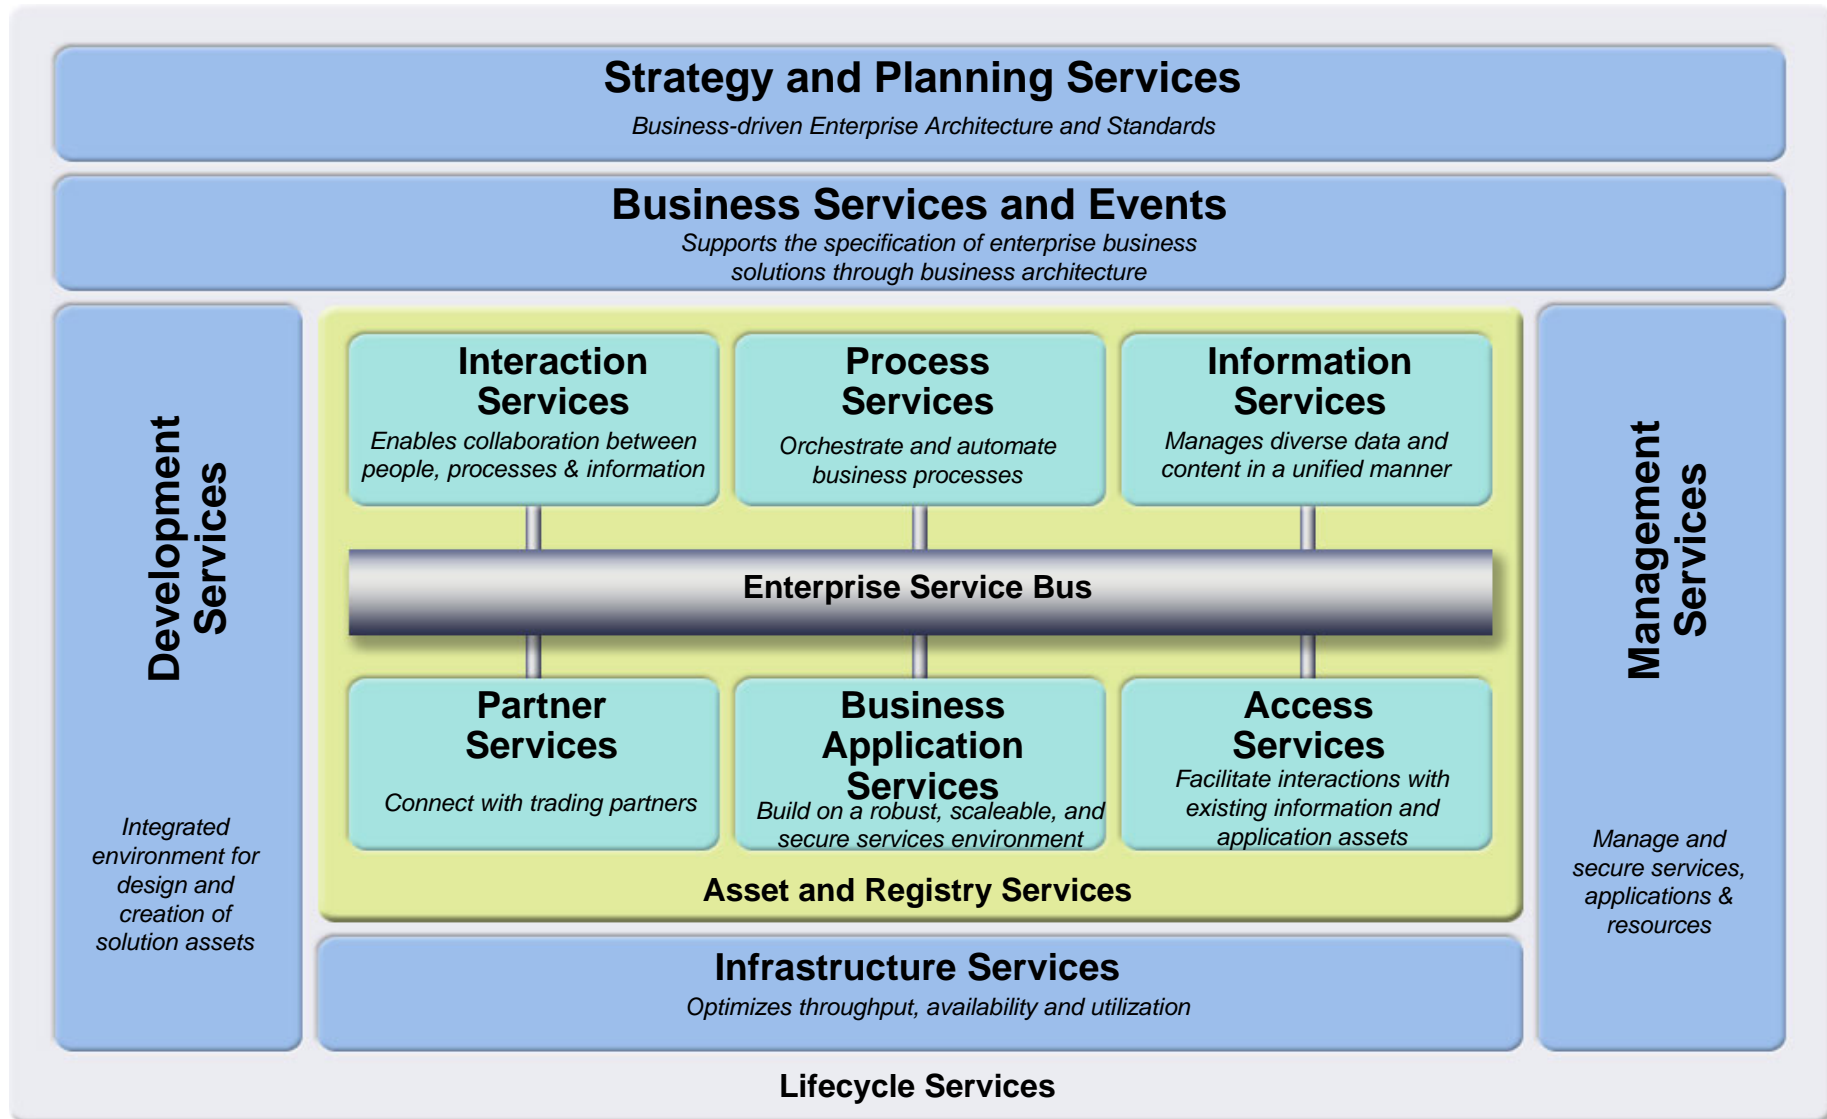 Strategy and Planning Services
Business-driven Enterprise Architecture and Standards
Business Services and Events
Supports the specification of enterprise business
solutions through business architecture
Development
Services
Integrated
environment for
design and
creation of
solution assets
Interaction
Services
Enables collaboration between
people, processes & information
Process
Services
Orchestrate and automate
business processes
Information
Services
Manages diverse data and
content in a unified manner
Enterprise Service Bus
Partner
Services
Connect with trading partners
Business
Application
Services
Build on a robust, scaleable, and
secure services environment
Access
Services
Facilitate interactions with
existing information and
application assets
Asset and Registry Services
Management
Services
Manage and
secure services,
applications &
resources
Infrastructure Services
Optimizes throughput, availability and utilization
Lifecycle Services